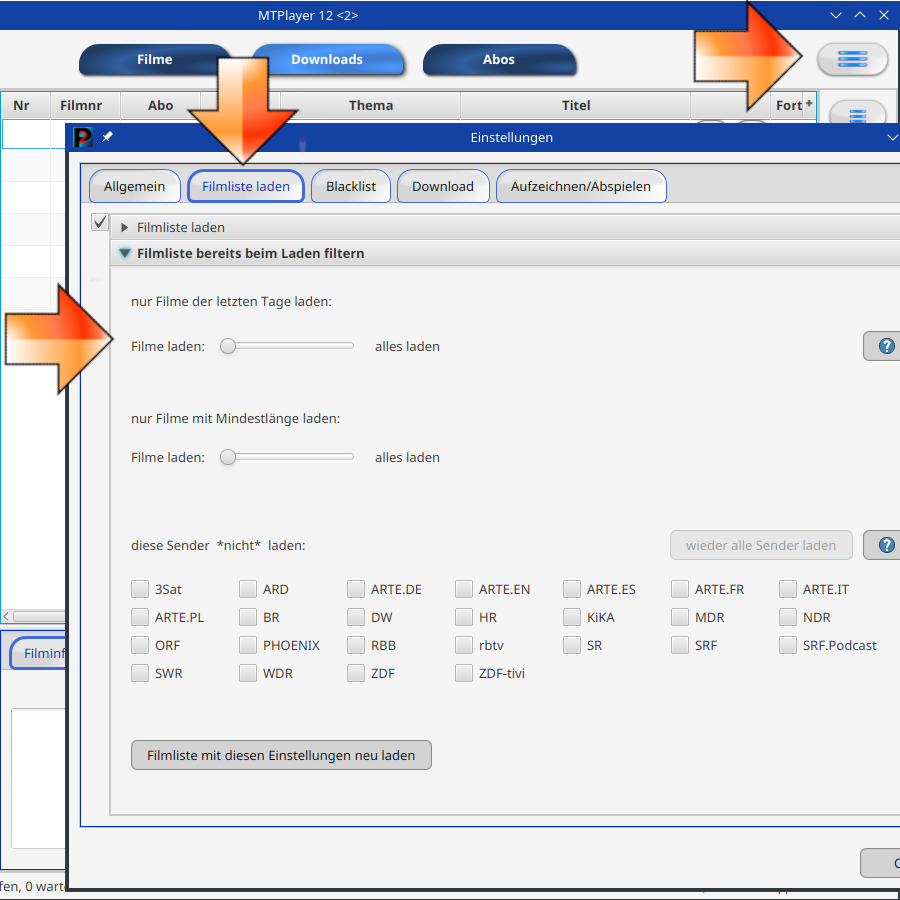 MTPlayer 12 <2>
Filme Downloads Abos
Nr Filmnr Abo Thema Titel Fort +
Einstellungen
Allgemein Filmliste laden Blacklist Download Aufzeichnen/Abspielen
Filmliste laden
Filmliste bereits beim Laden filtern
nur Filme der letzten Tage laden:
Filme laden: alles laden
?
nur Filme mit Mindestlänge laden:
Filme laden: alles laden
diese Sender *nicht* laden: wieder alle Sender laden ?
3Sat ARD ARTE.DE ARTE.EN ARTE.ES ARTE.FR ARTE.IT
ARTE.PL BR DW HR KiKA MDR NDR
ORF PHOENIX RBB rbtv SR SRF SRF.Podcast
SWR WDR ZDF ZDF-tivi
Filminf
Filmliste mit diesen Einstellungen neu laden
fen, 0 warte